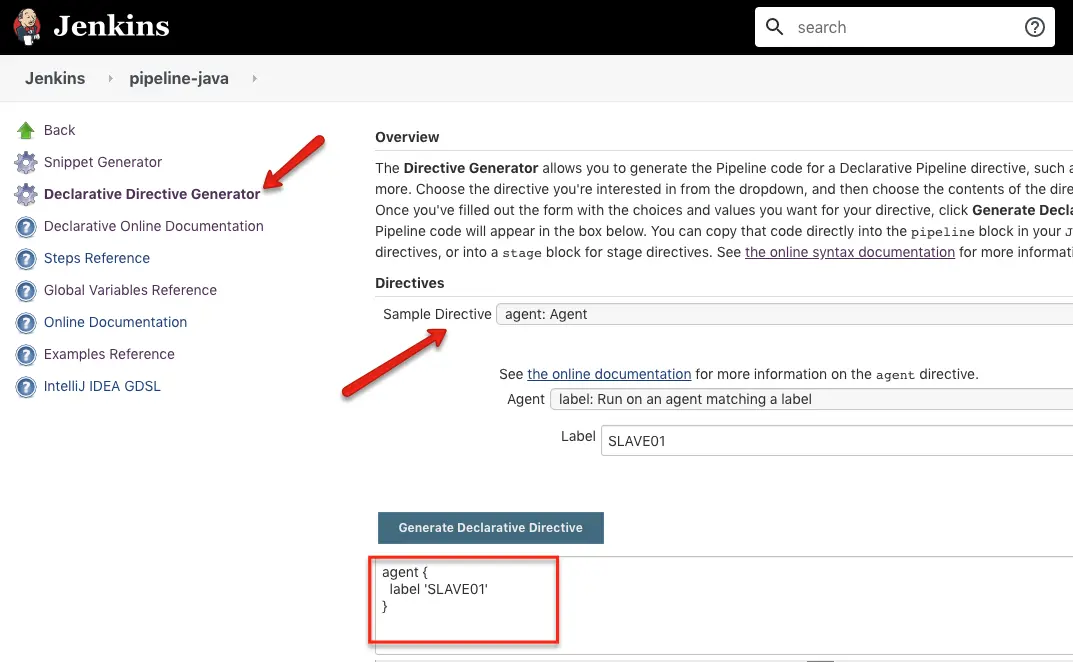 Jenkins
search
Jenkins
pipeline-java
Back
Snippet Generator
Declarative Directive Generator
Declarative Online Documentation
Steps Reference
Global Variables Reference
Online Documentation
Examples Reference
IntelliJ IDEA GDSL
Overview
The Directive Generator allows you to generate the Pipeline code for a Declarative Pipeline directive, such a
more. Choose the directive you're interested in from the dropdown, and then choose the contents of the dire
Once you've filled out the form with the choices and values you want for your directive, click Generate Decla
Pipeline code will appear in the box below. You can copy that code directly into the pipeline block in your J
directives, or into a stage block for stage directives. See the online syntax documentation for more informati
Directives
Sample Directive agent: Agent
See the online documentation for more information on the agent directive.
Agent label: Run on an agent matching a label
Label SLAVE01
Generate Declarative Directive
agent {
label 'SLAVE01'
}